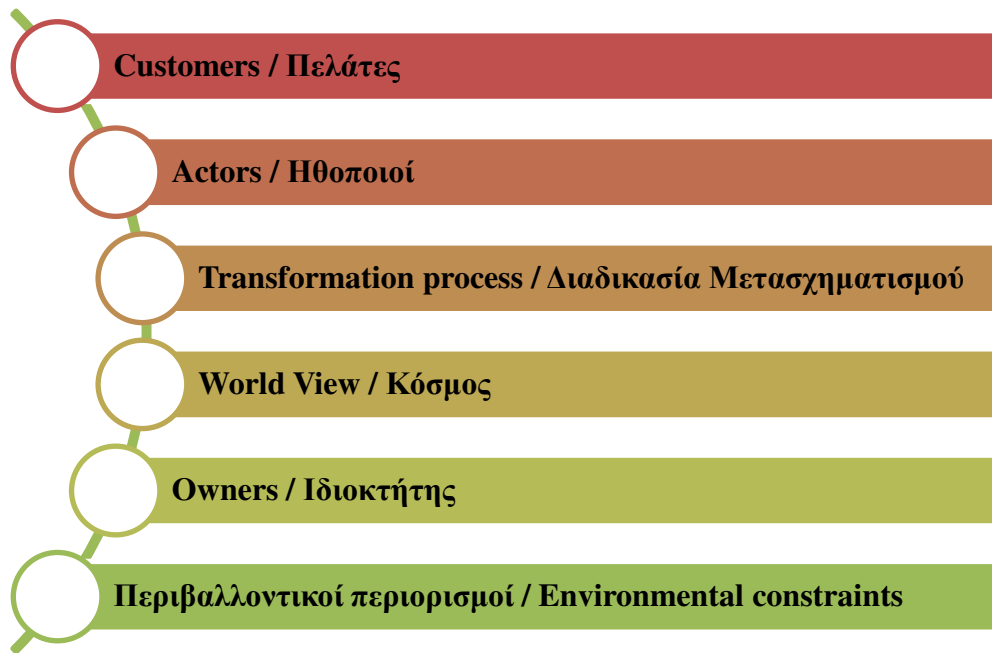 Customers / Πελάτες
Actors / Ηθοποιοί
Transformation process / Διαδικασία Μετασχηματισμού
World View / Κόσμος
Owners / Ιδιοκτήτης
Περιβαλλοντικοί περιορισμοί / Environmental constraints